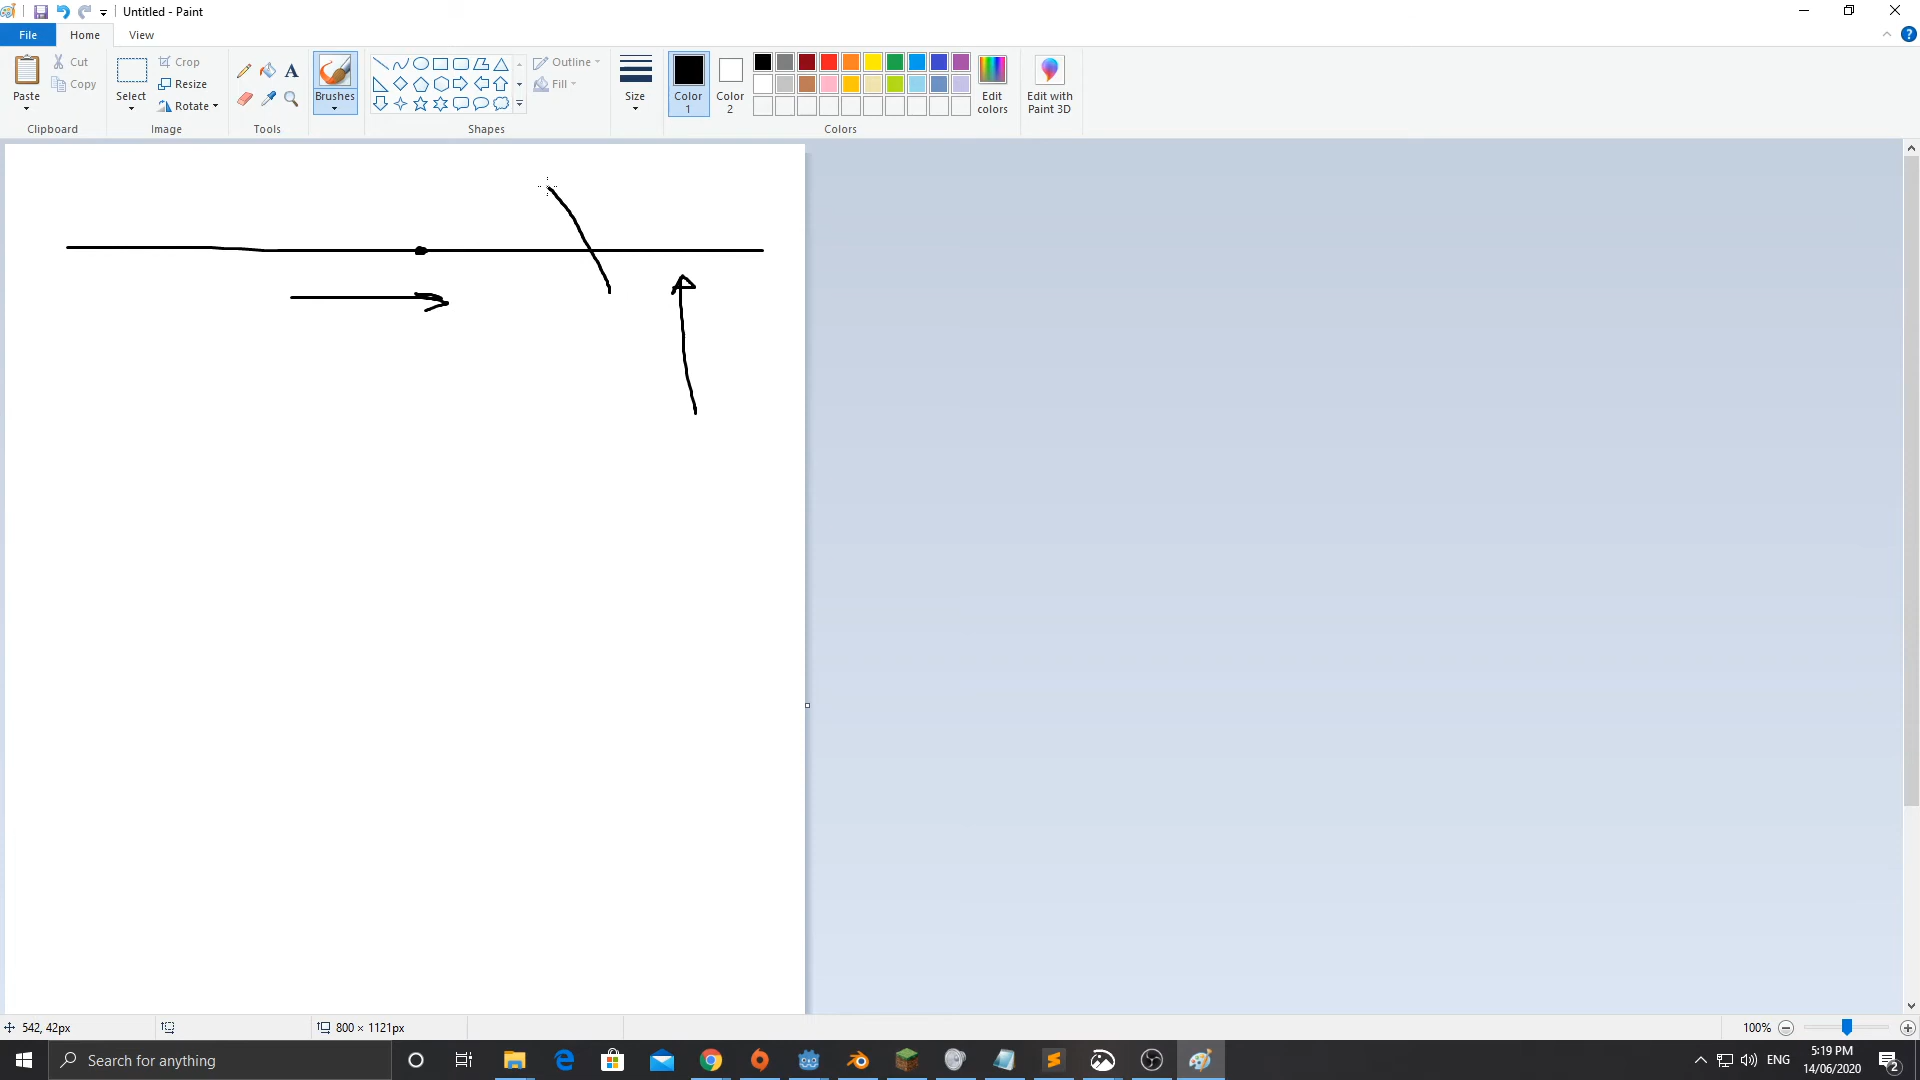 Untitled - Paint
File Home View
Paste
Cut
Copy
Clipboard
Select
Crop
Resize
Rotate
Image
Tools
Brushes
Shapes
Outline
Fill
Size
Color 1
Color 2
Edit colors
Colors
Edit with Paint 3D
542, 42px
800 × 1121px
100%
Search for anything
ENG
5:19 PM
14/06/2020
2